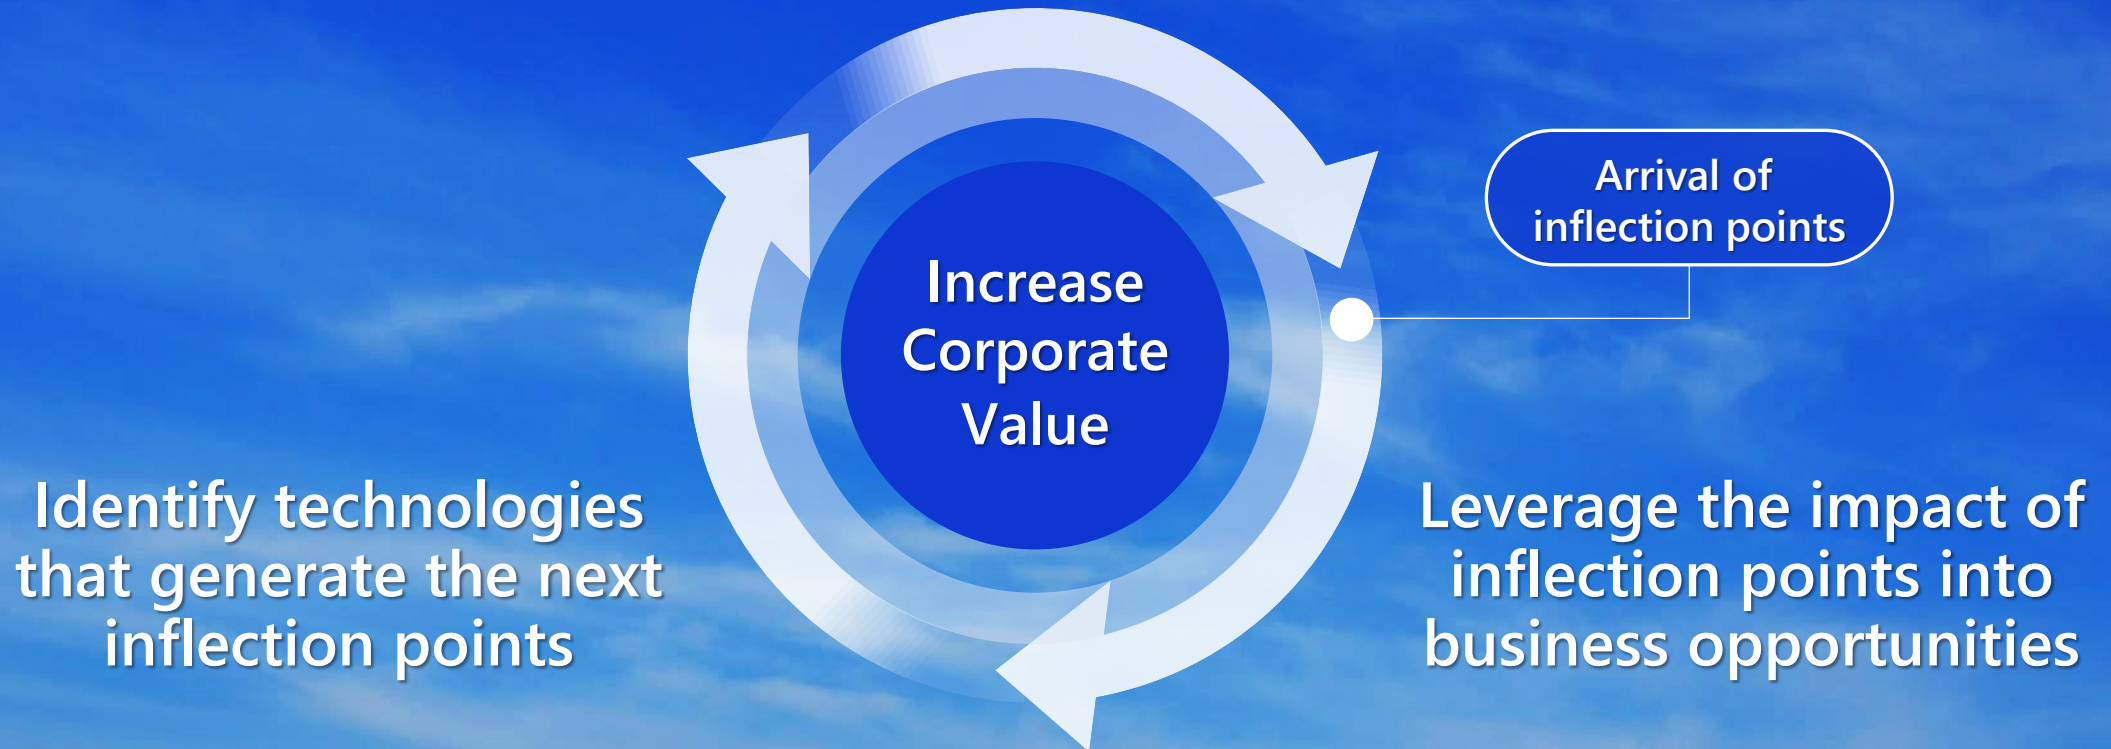 Arrival of
inflection points
Increase
Corporate
Value
Identify technologies
that generate the next
inflection points
Leverage the impact of
inflection points into
business opportunities